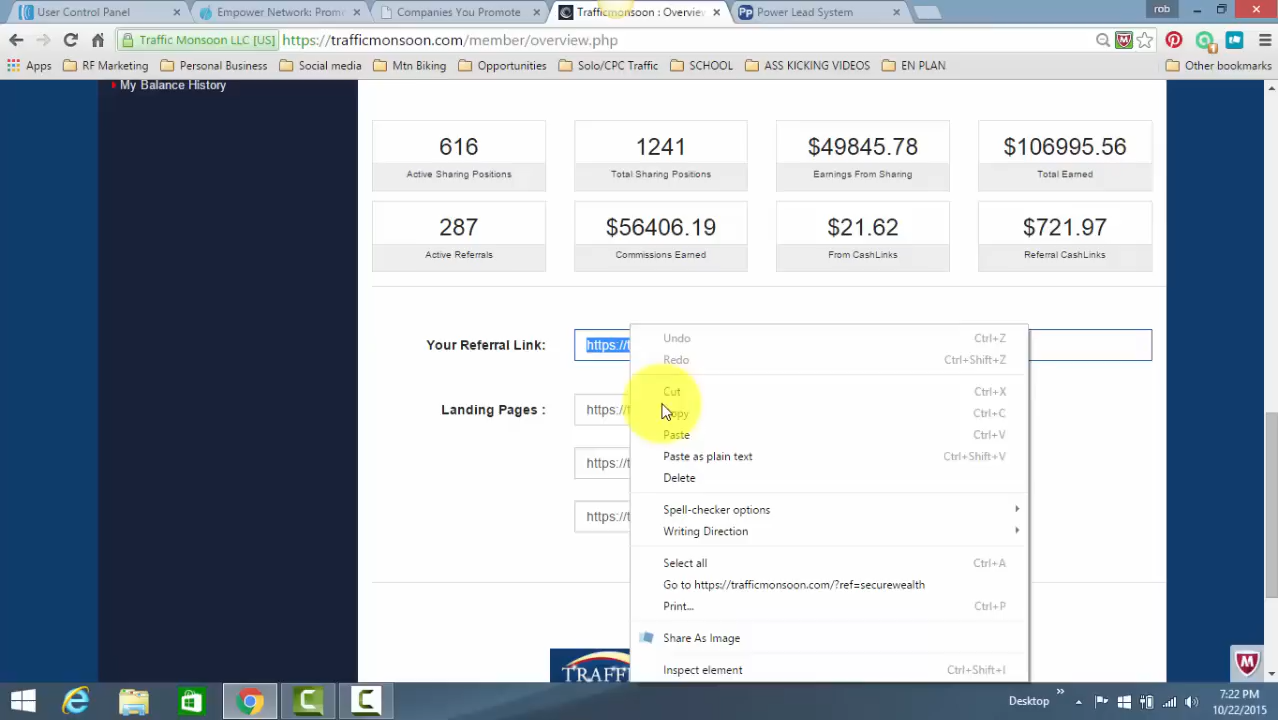 User Control Panel
Empower Network: Prom
Companies You Promote
Trafficmonsoon : Overvie
Power Lead System
rob
Traffic Monsoon LLC [US]
https://trafficmonsoon.com/member/overview.php
Apps
RF Marketing
Personal Business
Social media
Mtn Biking
Opportunities
Solo/CPC Traffic
SCHOOL
ASS KICKING VIDEOS
EN PLAN
Other bookmarks
My Balance History
616
1241
$49845.78
$106995.56
Active Sharing Positions
Total Sharing Positions
Earnings From Sharing
Total Earned
287
$56406.19
$21.62
$721.97
Active Referrals
Commissions Earned
From CashLinks
Referral CashLinks
Your Referral Link:
https://t
Landing Pages :
https://t
https://t
https://t
Undo Ctrl+Z
Redo Ctrl+Shift+Z
Cut Ctrl+X
Copy Ctrl+C
Paste Ctrl+V
Paste as plain text Ctrl+Shift+V
Delete
Spell-checker options
Writing Direction
Select all Ctrl+A
Go to https://trafficmonsoon.com/?ref=securewealth
Print... Ctrl+P
Share As Image
Inspect element Ctrl+Shift+I
TRAFFI
Desktop
7:22 PM
10/22/2015